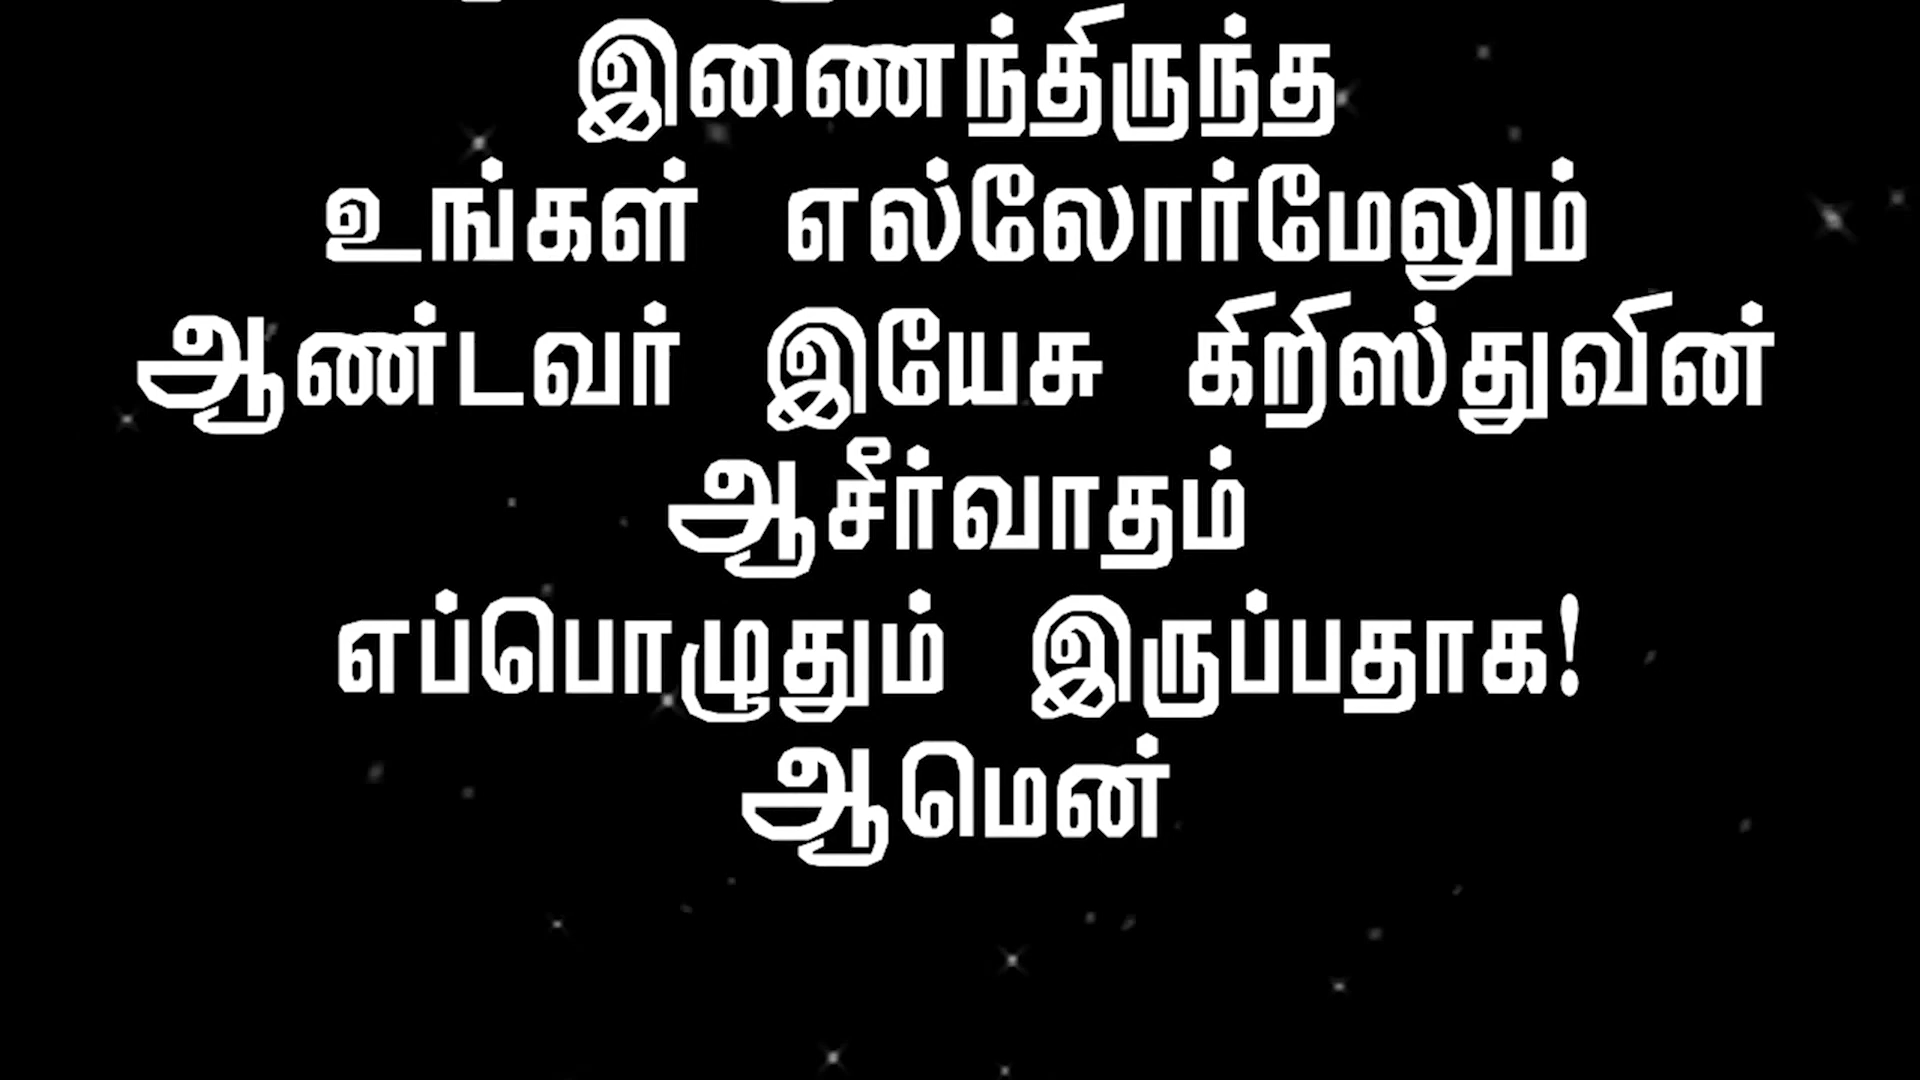 இணைந்திருந்த
உங்கள் எல்லோர்மேலும்
ஆண்டவர் இயேசு கிறிஸ்துவின்
ஆசீர்வாதம்
எப்பொழுதும் இருப்பதாக!
ஆமென்